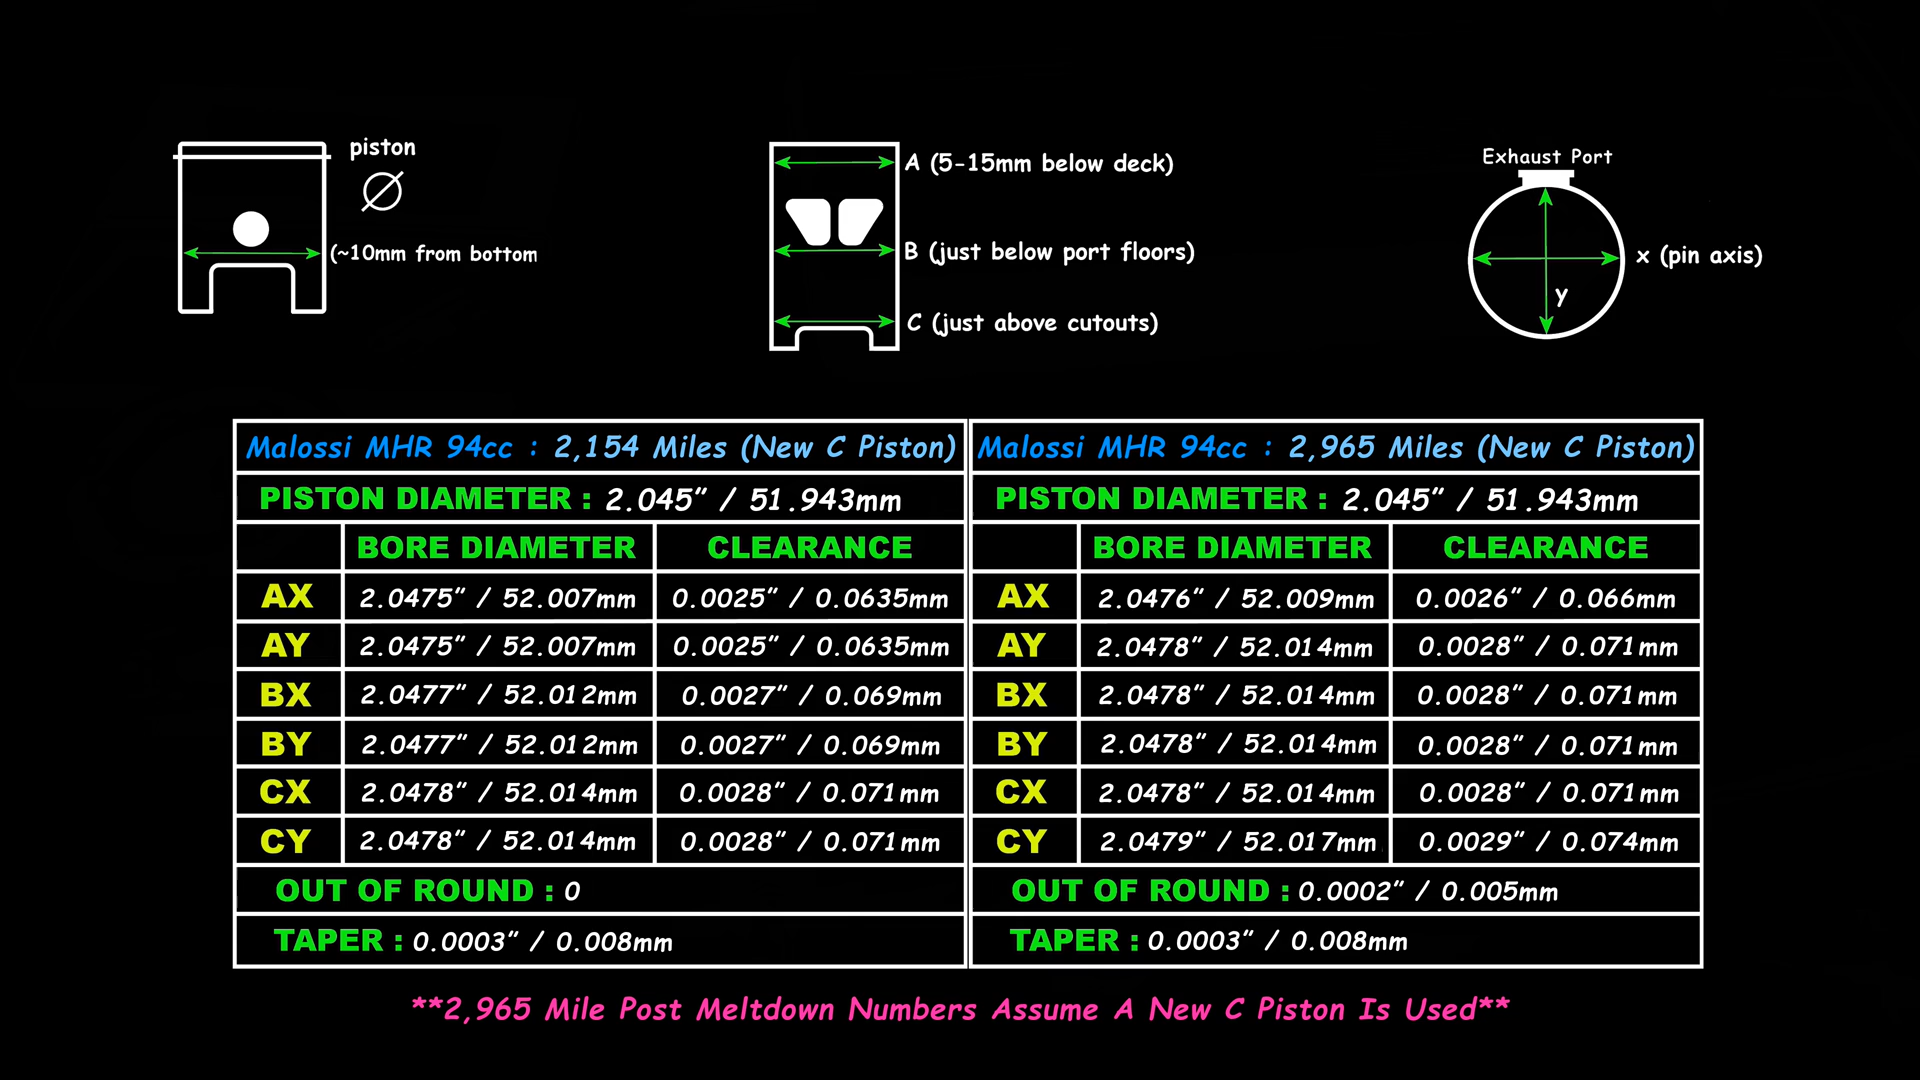 piston
Ø
(~10mm from bottom
A (5-15mm below deck)
B (just below port floors)
C (just above cutouts)
Exhaust Port
x (pin axis)
y
Malossi MHR 94cc : 2,154 Miles (New C Piston)
PISTON DIAMETER : 2.045" / 51.943mm
BORE DIAMETER CLEARANCE
AX 2.0475" / 52.007mm 0.0025" / 0.0635mm
AY 2.0475" / 52.007mm 0.0025" / 0.0635mm
BX 2.0477" / 52.012mm 0.0027" / 0.069mm
BY 2.0477" / 52.012mm 0.0027" / 0.069mm
CX 2.0478" / 52.014mm 0.0028" / 0.071mm
CY 2.0478" / 52.014mm 0.0028" / 0.071mm
OUT OF ROUND : 0
TAPER : 0.0003" / 0.008mm
Malossi MHR 94cc : 2,965 Miles (New C Piston)
PISTON DIAMETER : 2.045" / 51.943mm
BORE DIAMETER CLEARANCE
AX 2.0476" / 52.009mm 0.0026" / 0.066mm
AY 2.0478" / 52.014mm 0.0028" / 0.071mm
BX 2.0478" / 52.014mm 0.0028" / 0.071mm
BY 2.0478" / 52.014mm 0.0028" / 0.071mm
CX 2.0478" / 52.014mm 0.0028" / 0.071mm
CY 2.0479" / 52.017mm 0.0029" / 0.074mm
OUT OF ROUND : 0.0002" / 0.005mm
TAPER : 0.0003" / 0.008mm
**2,965 Mile Post Meltdown Numbers Assume A New C Piston Is Used**